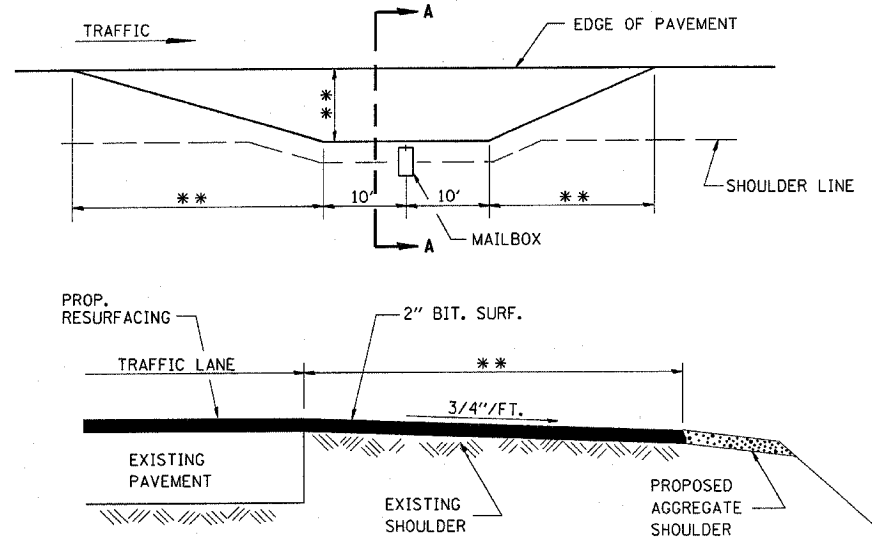 A
TRAFFIC
EDGE OF PAVEMENT
**
SHOULDER LINE
** 10' 10' **
A
MAILBOX
PROP.
RESURFACING
2" BIT. SURF.
TRAFFIC LANE
**
3/4"/FT.
EXISTING
PAVEMENT
EXISTING
SHOULDER
PROPOSED
AGGREGATE
SHOULDER